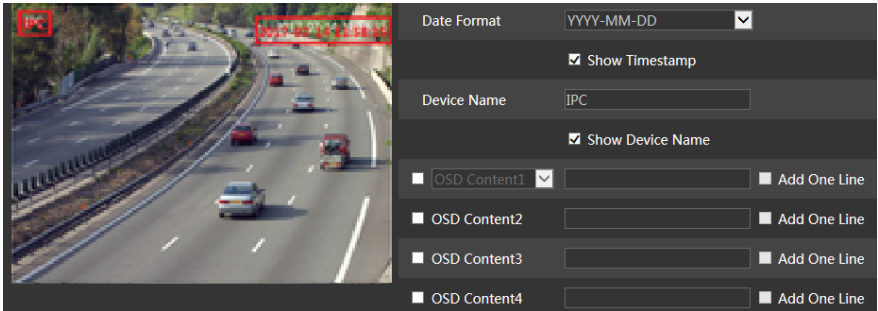 IPC
Date Format YYYY-MM-DD
Show Timestamp
Device Name IPC
Show Device Name
OSD Content1 Add One Line
OSD Content2 Add One Line
OSD Content3 Add One Line
OSD Content4 Add One Line